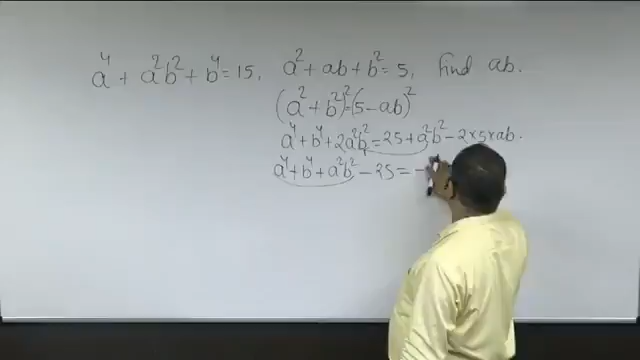 a⁴ + a²b² + b⁴ = 15, a² + ab + b² = 5, Find ab.
(a² + b²)² = (5 - ab)²
a⁴ + b⁴ + 2a²b² = 25 + a²b² - 2×5×ab.
a⁴ + b⁴ + a²b² - 25 = -